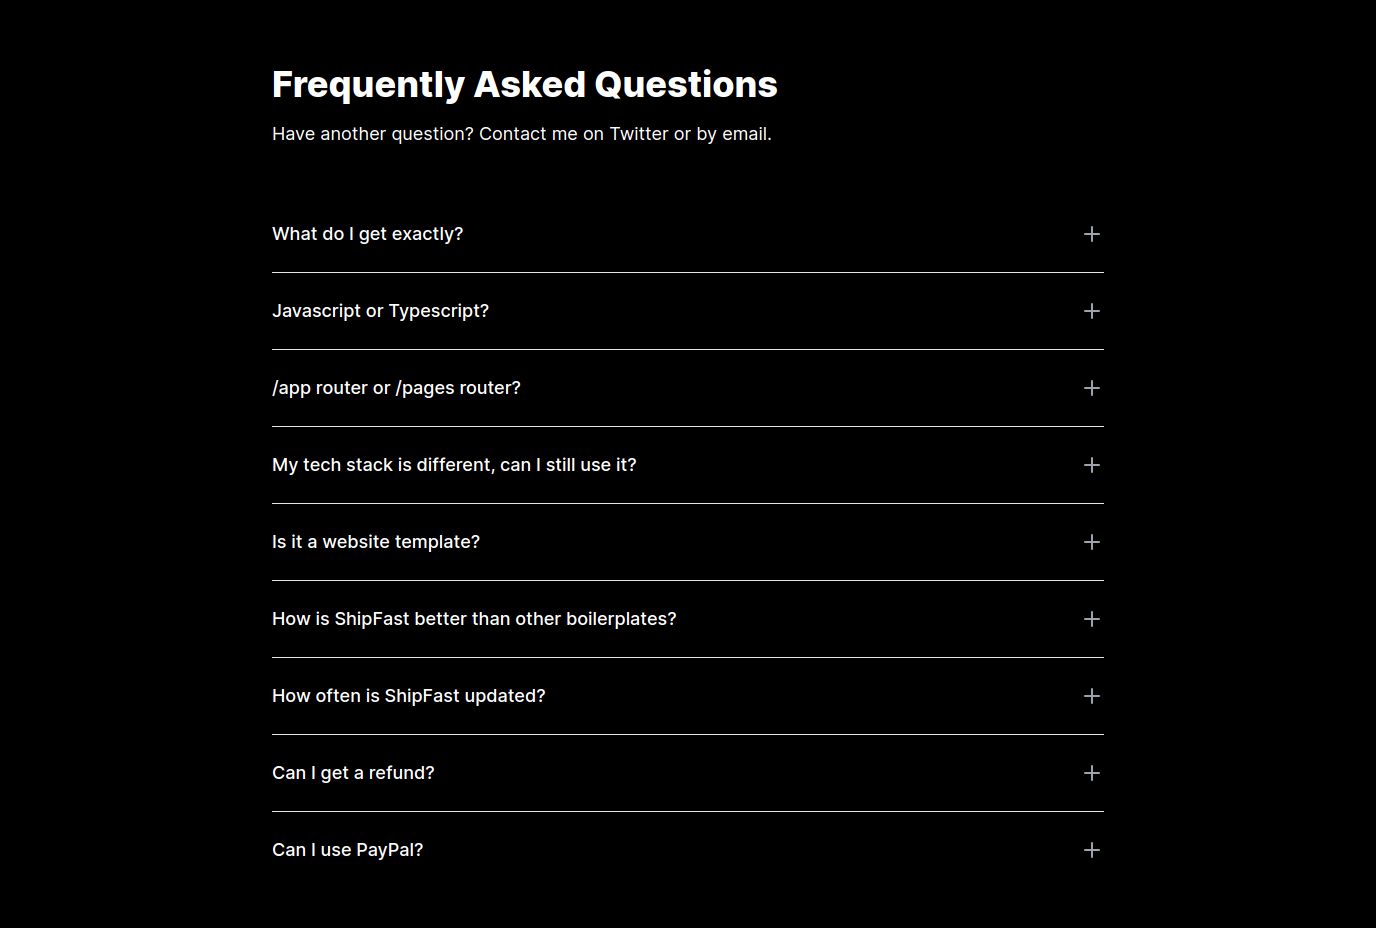 Frequently Asked Questions
Have another question? Contact me on Twitter or by email.
What do I get exactly?
Javascript or Typescript?
/app router or /pages router?
My tech stack is different, can I still use it?
Is it a website template?
How is ShipFast better than other boilerplates?
How often is ShipFast updated?
Can I get a refund?
Can I use PayPal?